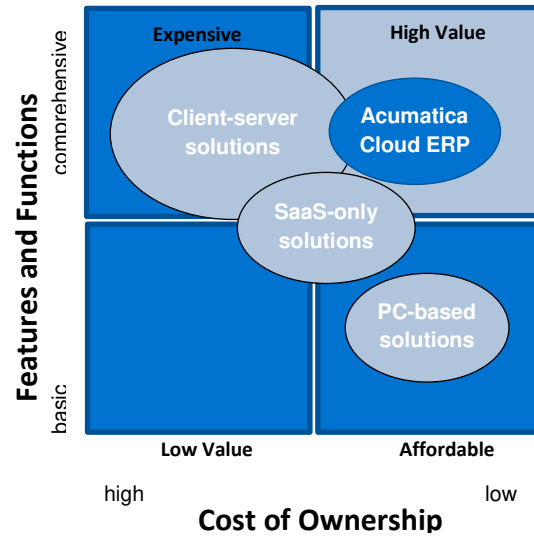 Expensive
High Value
Client-server
solutions
Acumatica
Cloud ERP
SaaS-only
solutions
PC-based
solutions
Low Value
Affordable
Features and Functions
comprehensive
basic
high
low
Cost of Ownership